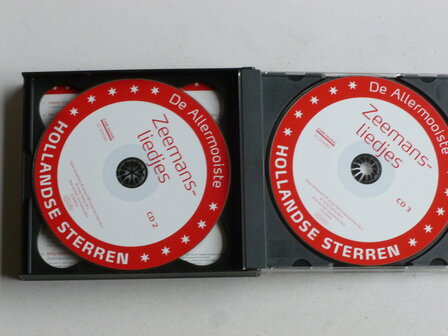 De Allermooiste
Zeemans-
liedjes
CD 2
HOLLANDSE STERREN
De Allermooiste
Zeemans-
liedjes
CD 3
HOLLANDSE STERREN